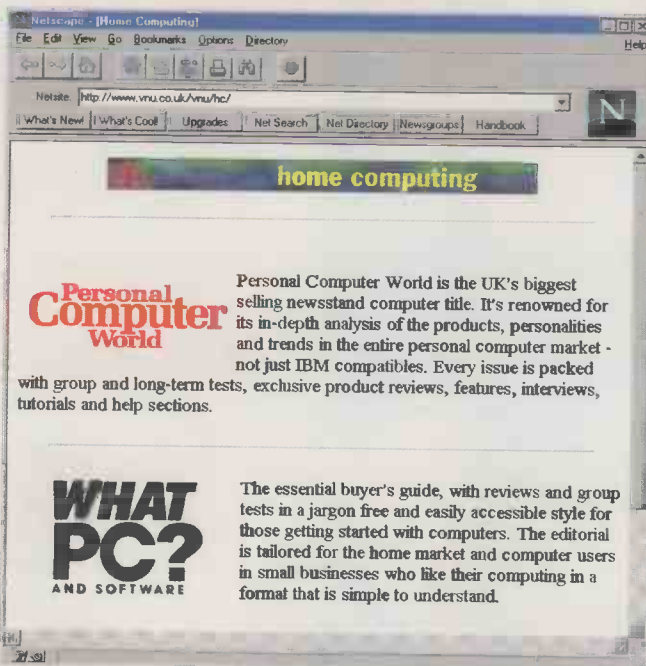 Netscape - [Home Computing]
File Edit View Go Bookmarks Options Directory
Help
Netsite: http://www.vnu.co.uk/vnu/hc/
What's New! What's Cool! Upgrades Net Search Net Directory Newsgroups Handbook
N
home computing
Personal
Computer
World
Personal Computer World is the UK's biggest
selling newsstand computer title. It's renowned for
its in-depth analysis of the products, personalities
and trends in the entire personal computer market -
not just IBM compatibles. Every issue is packed
with group and long-term tests, exclusive product reviews, features, interviews,
tutorials and help sections.
WHAT
PC?
AND SOFTWARE
The essential buyer's guide, with reviews and group
tests in a jargon free and easily accessible style for
those getting started with computers. The editorial
is tailored for the home market and computer users
in small businesses who like their computing in a
format that is simple to understand.